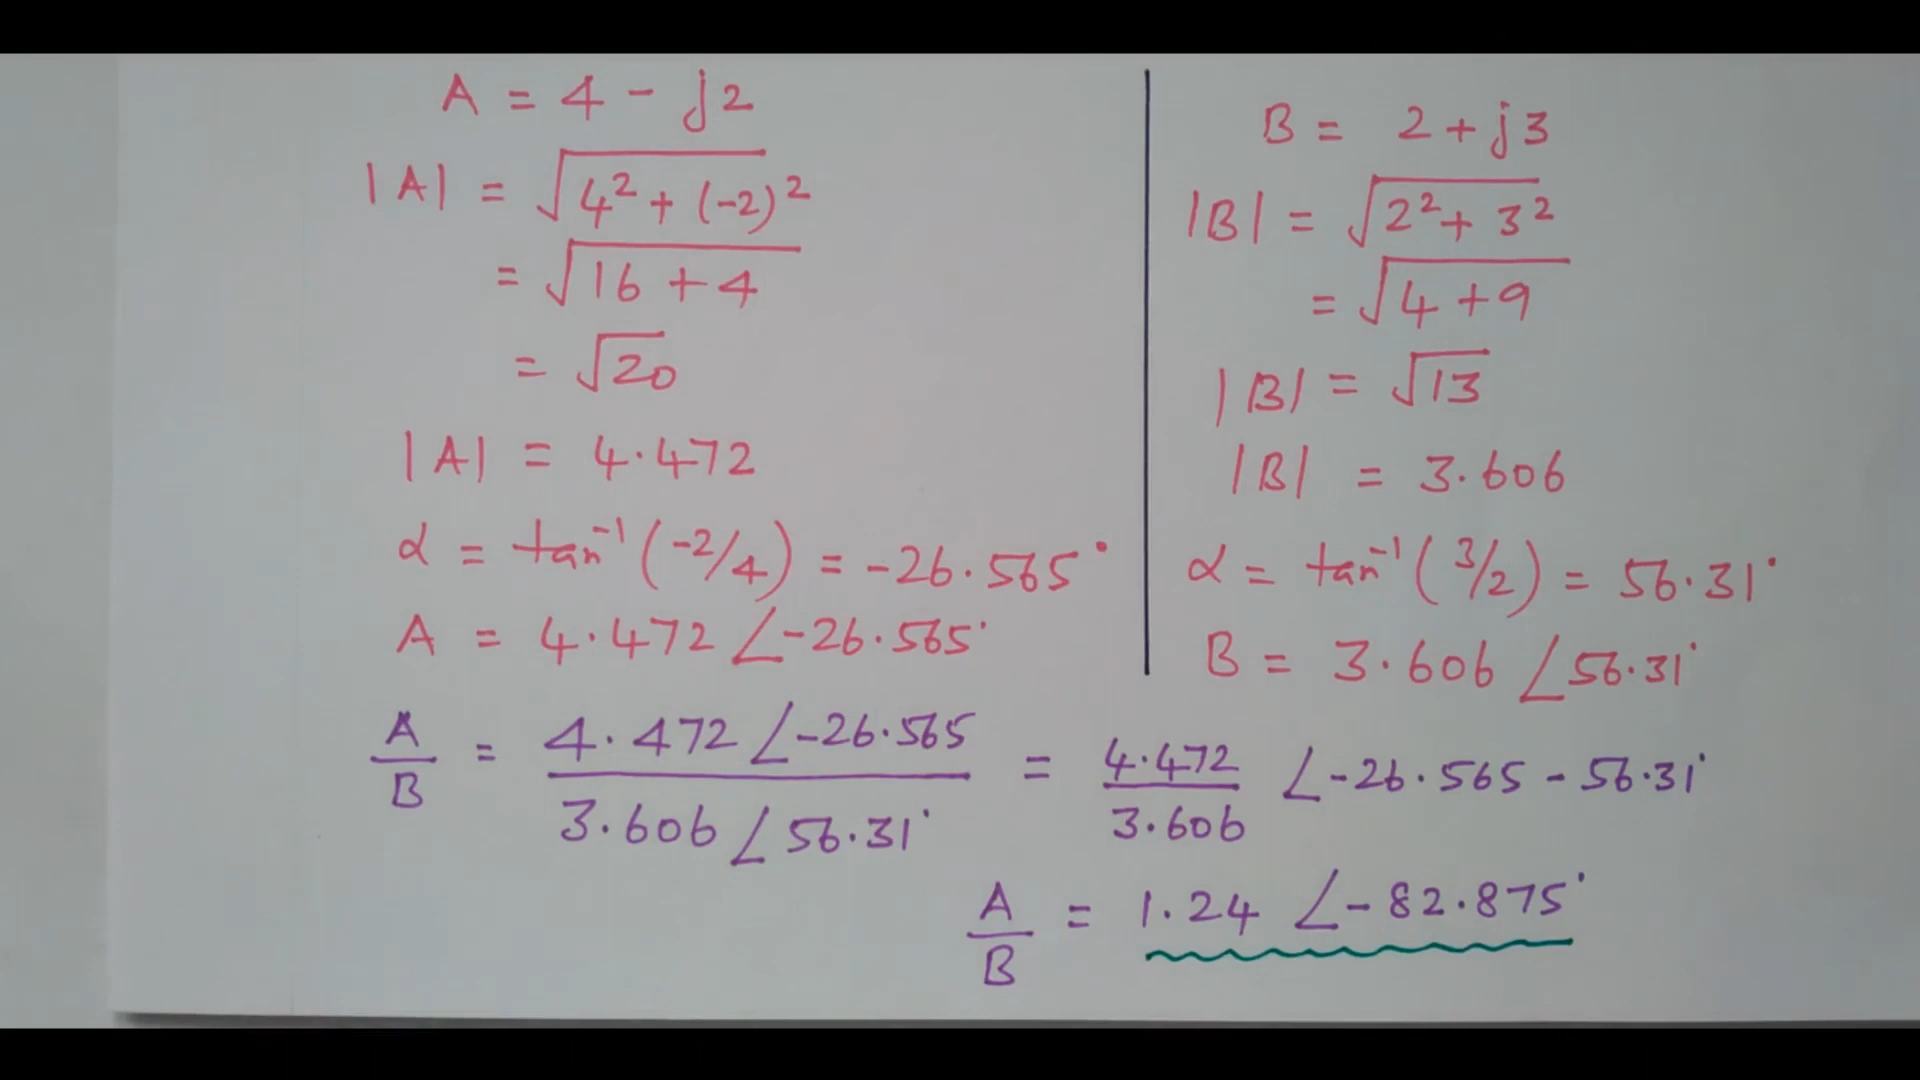 A = 4 - j2
|A| = √4² + (-2)²
= √16 + 4
= √20
|A| = 4.472
α = tan⁻¹(-2/4) = -26.565°
A = 4.472 ∠-26.565°
B = 2 + j3
|B| = √2² + 3²
= √4 + 9
|B| = √13
|B| = 3.606
α = tan⁻¹(3/2) = 56.31°
B = 3.606 ∠56.31°
A/B = 4.472 ∠-26.565 / 3.606 ∠56.31° = 4.472/3.606 ∠-26.565 - 56.31°
A/B = 1.24 ∠-82.875°